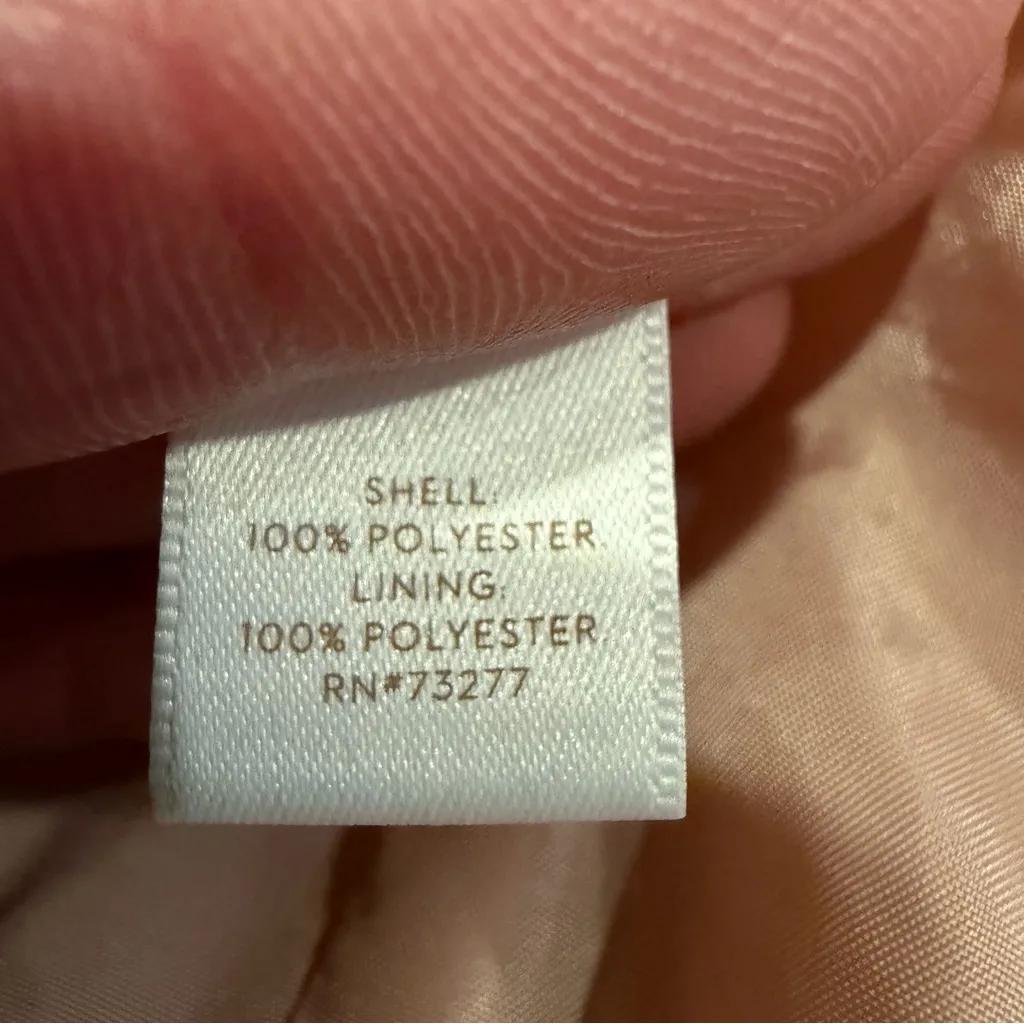 SHELL:
100% POLYESTER.
LINING:
100% POLYESTER.
RN#73277